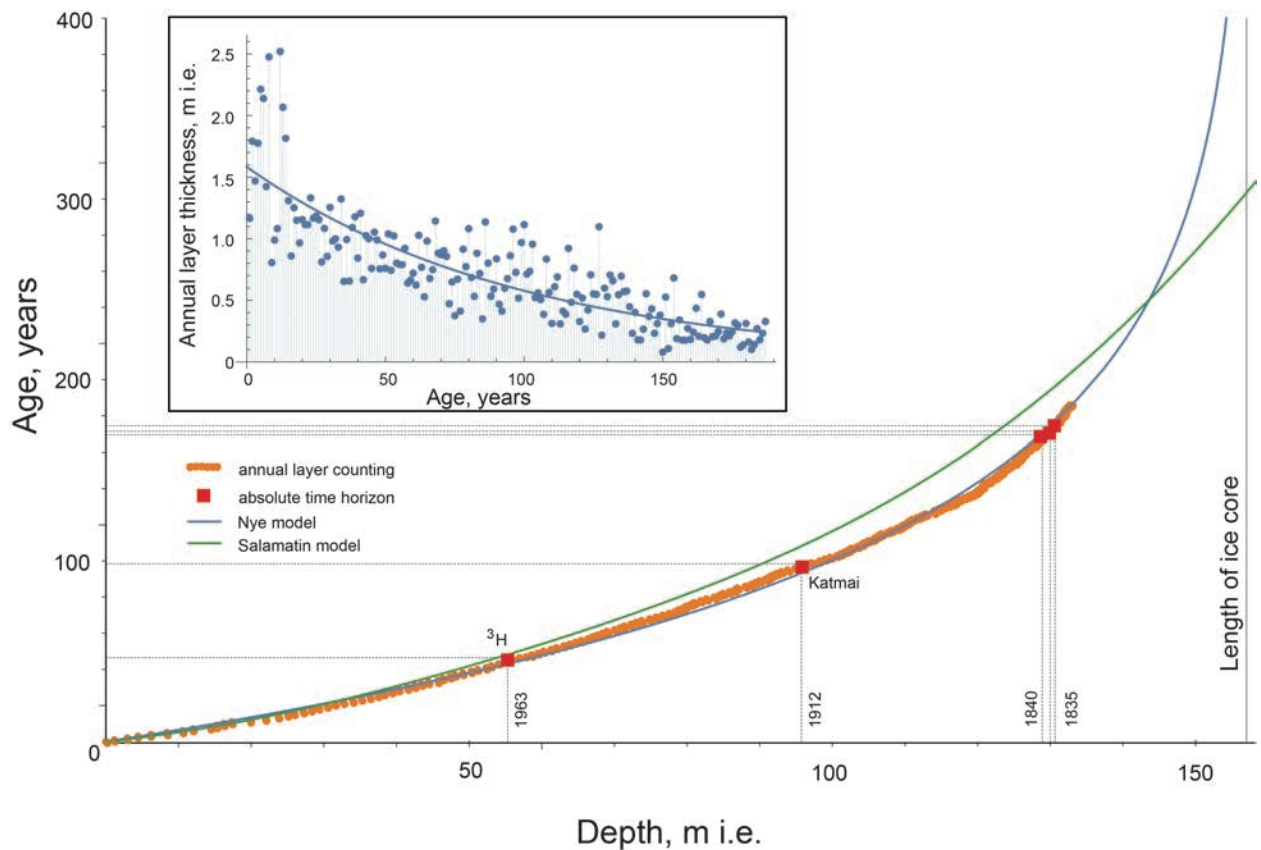 400
300
200
100
0
Age, years
2.5
2.0
1.5
1.0
0.5
0
Annual layer thickness, m i.e.
0
50
100
150
Age, years
annual layer counting
absolute time horizon
Nye model
Salamatin model
³H
Katmai
1963
1912
1840
1835
Length of ice core
50
100
150
Depth, m i.e.